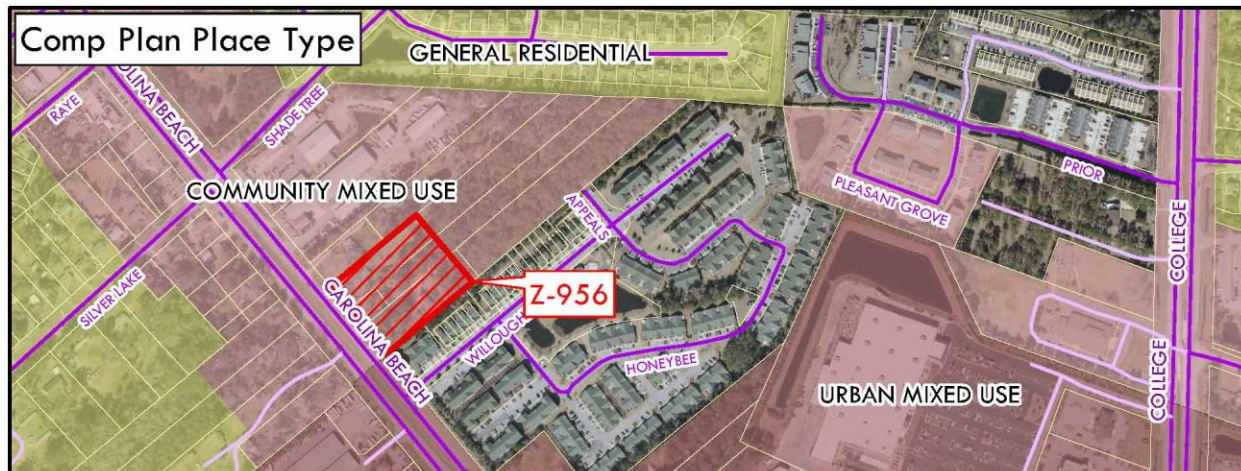 Comp Plan Place Type
GENERAL RESIDENTIAL
RAYE
CAROLINA BEACH
SHADE TREE
COMMUNITY MIXED USE
SILVER LAKE
CAROLINA BEACH
Z-956
APPEALS
WILLOUGH
HONEYBEE
PLEASANT GROVE
PRIOR
COLLEGE
COLLEGE
URBAN MIXED USE